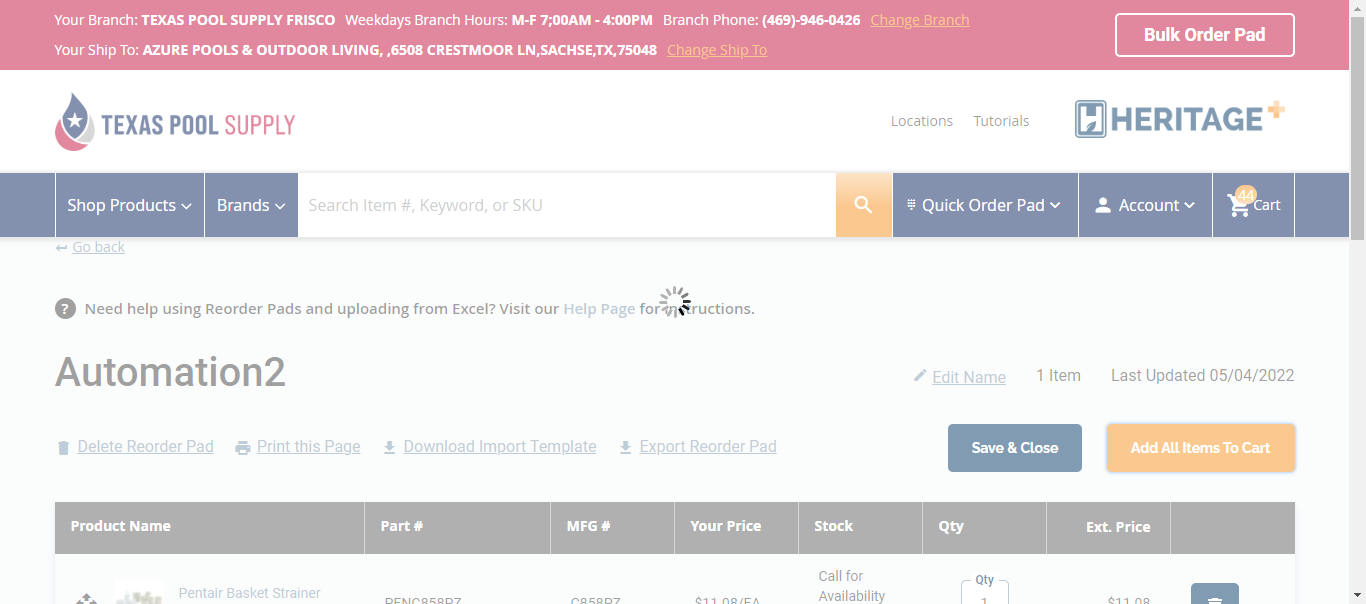 Your Branch: TEXAS POOL SUPPLY FRISCO Weekdays Branch Hours: M-F 7;00AM - 4:00PM Branch Phone: (469)-946-0426 Change Branch
Your Ship To: AZURE POOLS & OUTDOOR LIVING, ,6508 CRESTMOOR LN,SACHSE,TX,75048 Change Ship To
Bulk Order Pad
TEXAS POOL SUPPLY
Locations Tutorials
HERITAGE+
Shop Products Brands Search Item #, Keyword, or SKU Quick Order Pad Account 44 Cart
Go back
? Need help using Reorder Pads and uploading from Excel? Visit our Help Page for instructions.
Automation2
Edit Name 1 Item Last Updated 05/04/2022
Delete Reorder Pad Print this Page Download Import Template Export Reorder Pad
Save & Close Add All Items To Cart
Product Name Part # MFG # Your Price Stock Qty Ext. Price
Pentair Basket Strainer
Call for
Availability
Qty
PENC858PZ C858PZ $11.08/EA 1 $11.08